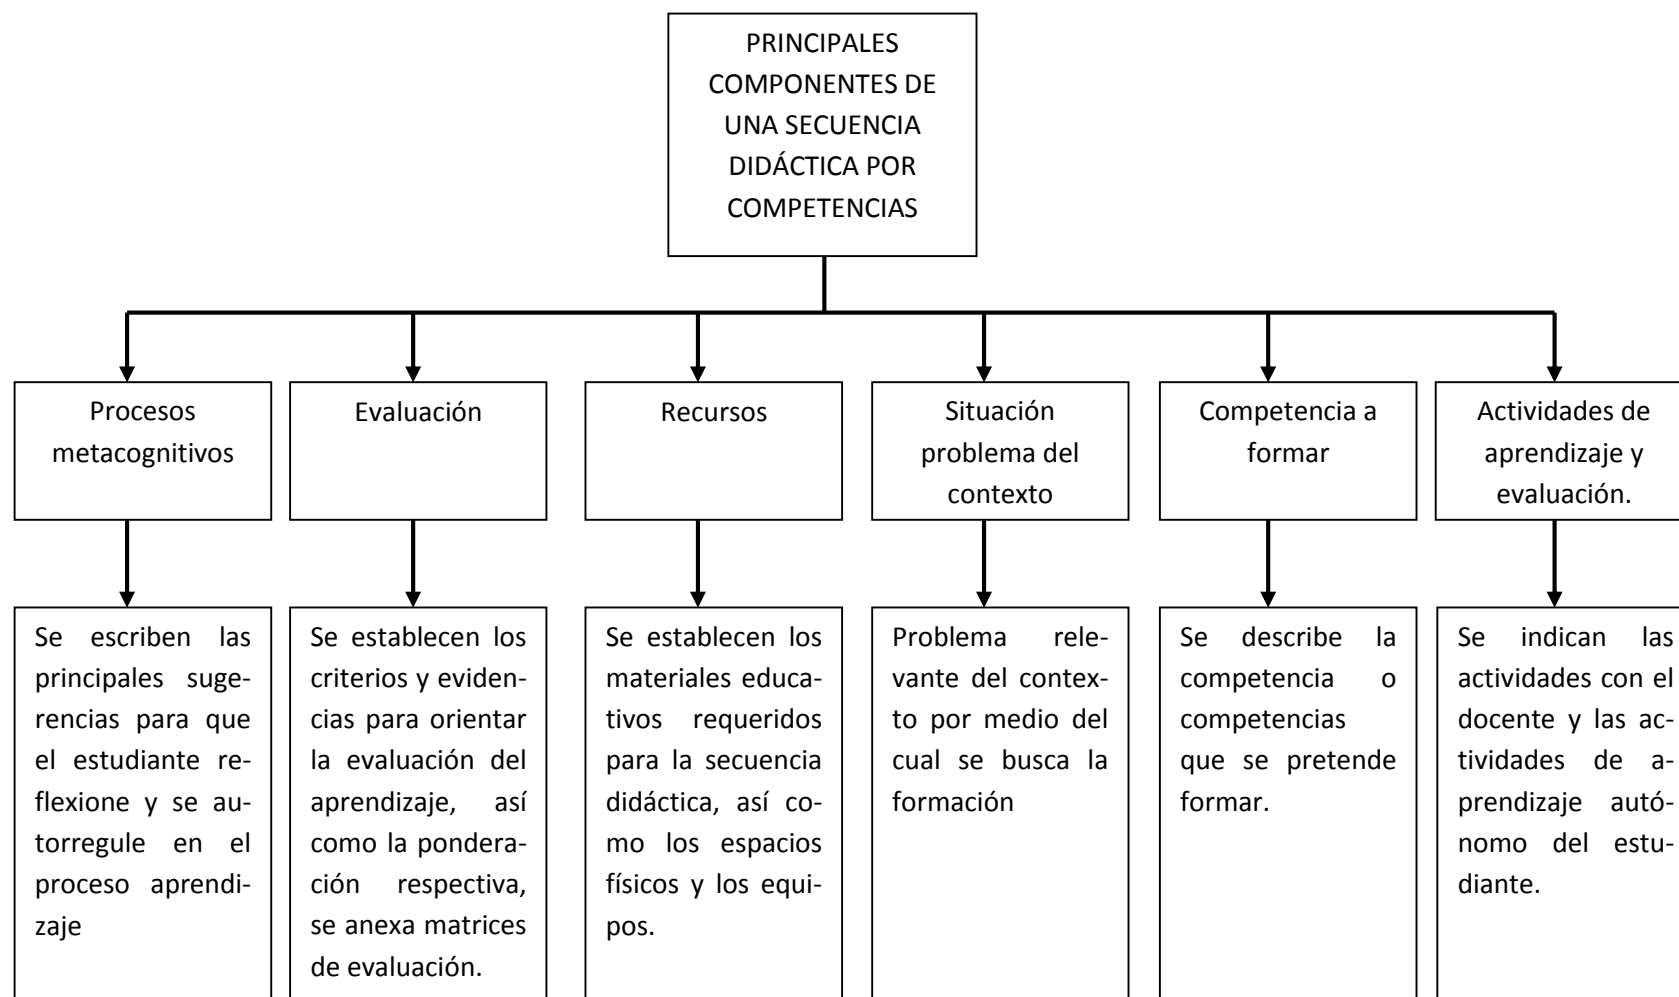 PRINCIPALES
COMPONENTES DE
UNA SECUENCIA
DIDÁCTICA POR
COMPETENCIAS
Procesos
metacognitivos
Evaluación
Recursos
Situación
problema del
contexto
Competencia a
formar
Actividades de
aprendizaje y
evaluación.
Se escriben las
principales suge-
rencias para que
el estudiante re-
flexione y se au-
torregule en el
proceso aprendi-
zaje
Se establecen los
criterios y eviden-
cias para orientar
la evaluación del
aprendizaje, así
como la pondera-
ción respectiva,
se anexa matrices
de evaluación.
Se establecen los
materiales educa-
tivos requeridos
para la secuencia
didáctica, así co-
mo los espacios
físicos y los equi-
pos.
Problema rele-
vante del contex-
to por medio del
cual se busca la
formación
Se describe la
competencia o
competencias
que se pretende
formar.
Se indican las
actividades con el
docente y las ac-
tividades de a-
prendizaje autó-
nomo del estu-
diante.